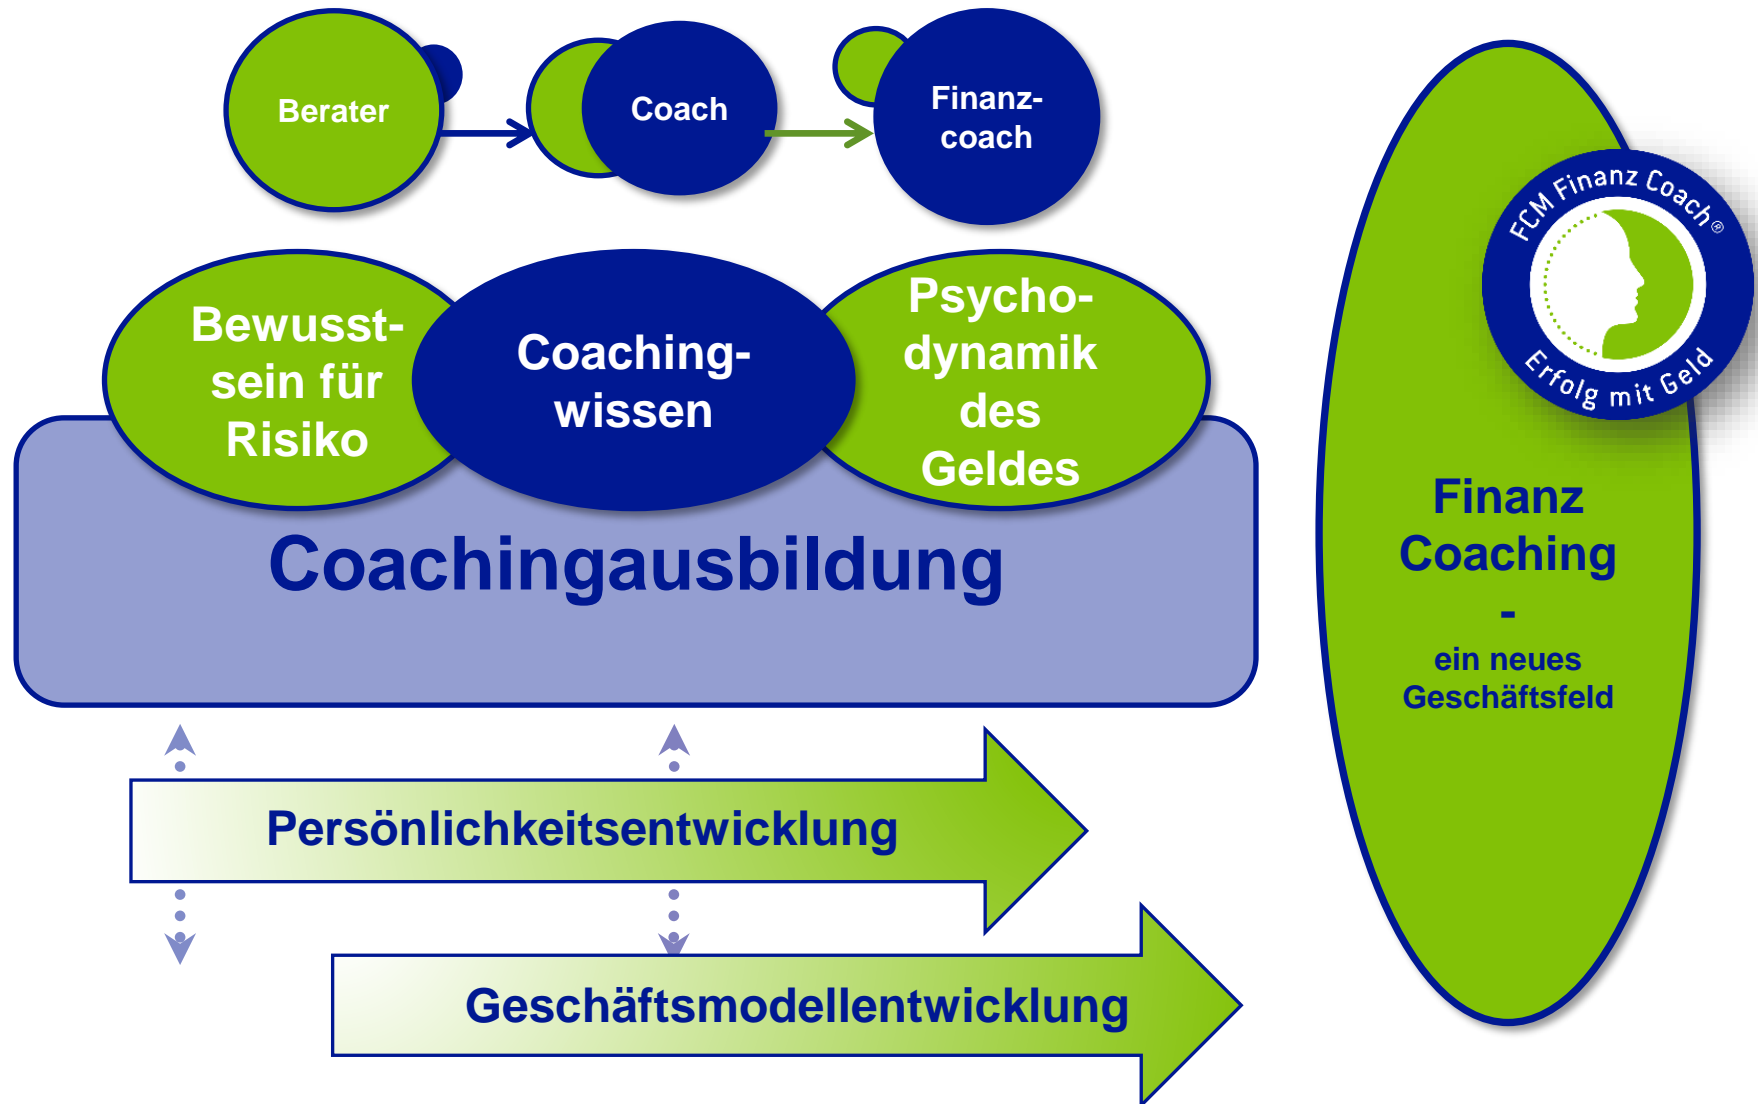 Berater
Coach
Finanz-
coach
Bewusst-
sein für
Risiko
Coaching-
wissen
Psycho-
dynamik
des
Geldes
Coachingausbildung
Persönlichkeitsentwicklung
Geschäftsmodellentwicklung
FCM Finanz Coach®
Erfolg mit Geld
Finanz
Coaching
-
ein neues
Geschäftsfeld